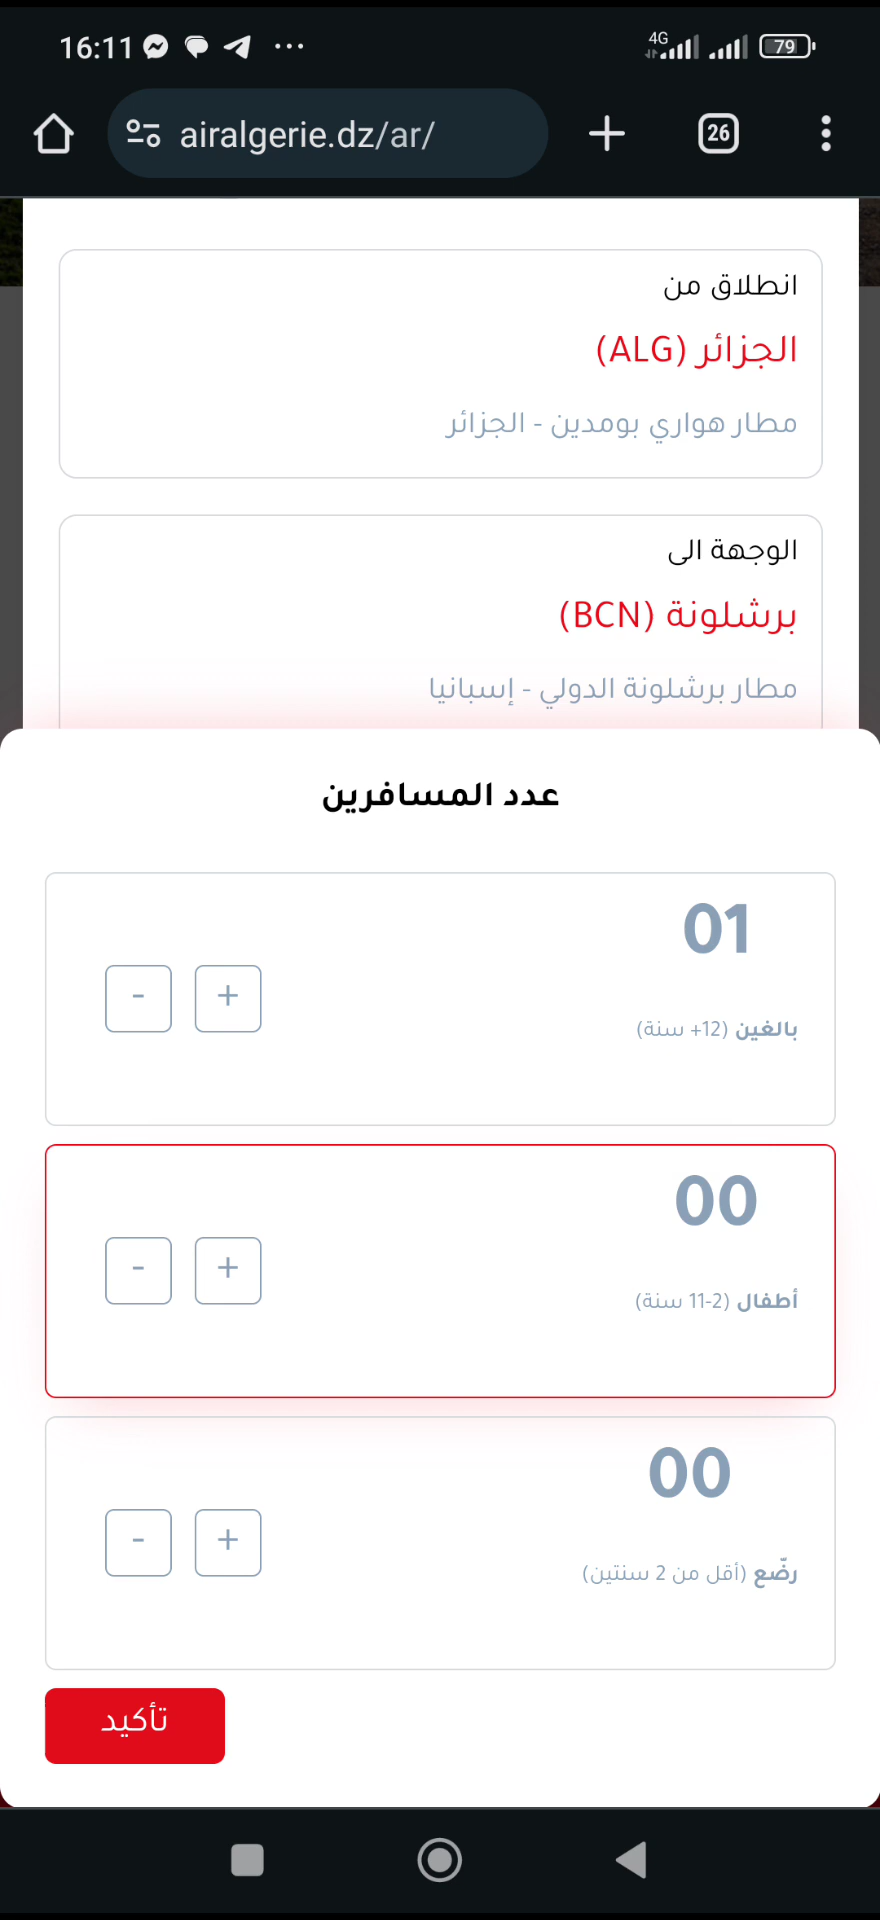 16:11
4G
79
airalgerie.dz/ar/
26
انطلاق من
الجزائر (ALG)
مطار هواري بومدين - الجزائر
الوجهة الى
برشلونة (BCN)
مطار برشلونة الدولي - إسبانيا
عدد المسافرين
01
- +
بالغين (12+ سنة)
00
- +
أطفال (2-11 سنة)
00
- +
رضّع (أقل من 2 سنتين)
تأكيد